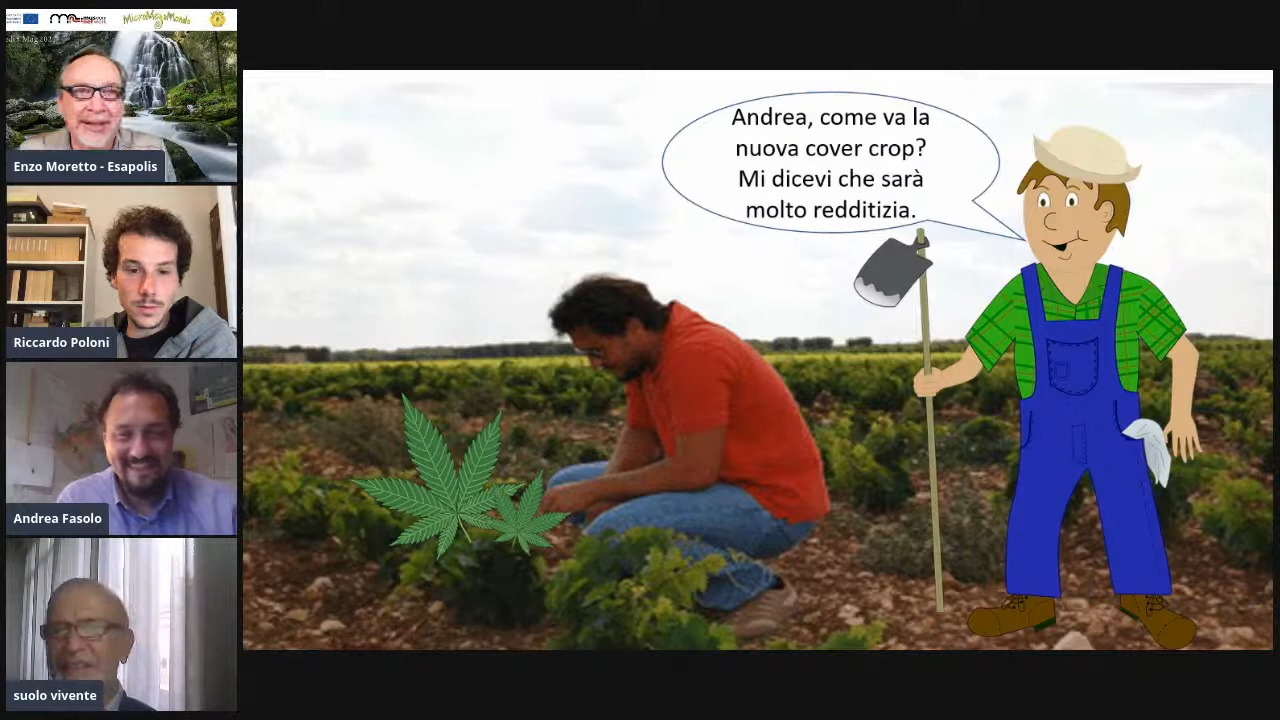 MicroMegaMondo
Enzo Moretto - Esapolis
Riccardo Poloni
Andrea Fasolo
suolo vivente
Andrea, come va la
nuova cover crop?
Mi dicevi che sarà
molto redditizia.